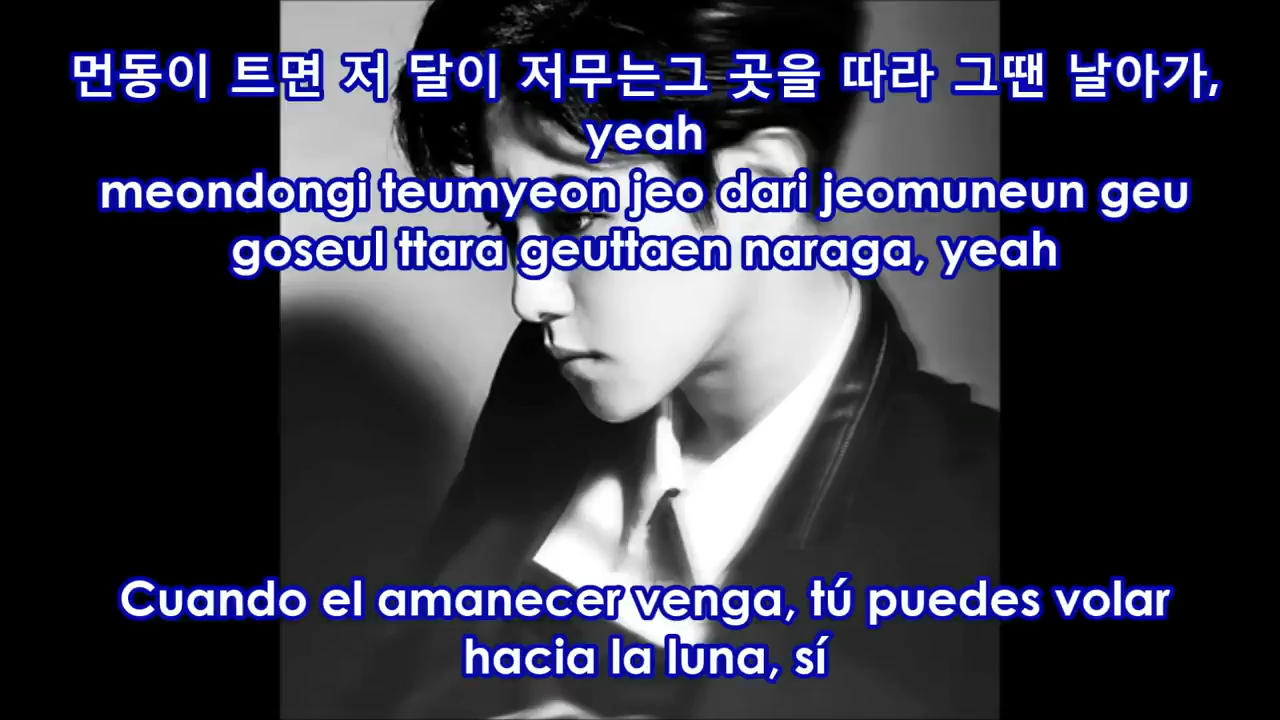 먼동이 트면 저 달이 저무는그 곳을 따라 그땐 날아가,
yeah
meondongi teumyeon jeo dari jeomuneun geu
goseul ttara geuttaen naraga, yeah
Cuando el amanecer venga, tú puedes volar
hacia la luna, sí